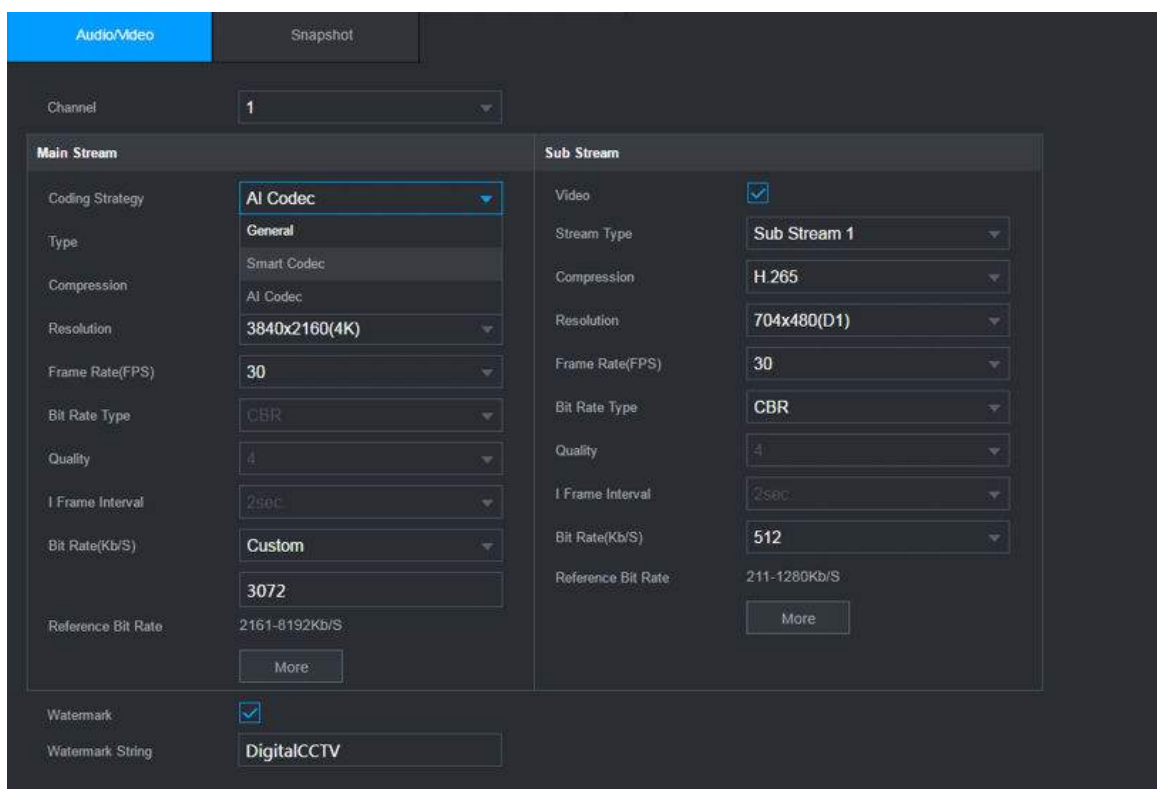 Audio/Video Snapshot
Channel 1
Main Stream
Coding Strategy AI Codec
General
Type
Smart Codec
Compression
AI Codec
Resolution 3840x2160(4K)
Frame Rate(FPS) 30
Bit Rate Type CBR
Quality 4
I Frame Interval 2sec.
Bit Rate(Kb/S) Custom
3072
Reference Bit Rate 2161-8192Kb/S
More
Sub Stream
Video
Stream Type Sub Stream 1
Compression H.265
Resolution 704x480(D1)
Frame Rate(FPS) 30
Bit Rate Type CBR
Quality 4
I Frame Interval 2sec.
Bit Rate(Kb/S) 512
Reference Bit Rate 211-1280Kb/S
More
Watermark
Watermark String DigitalCCTV